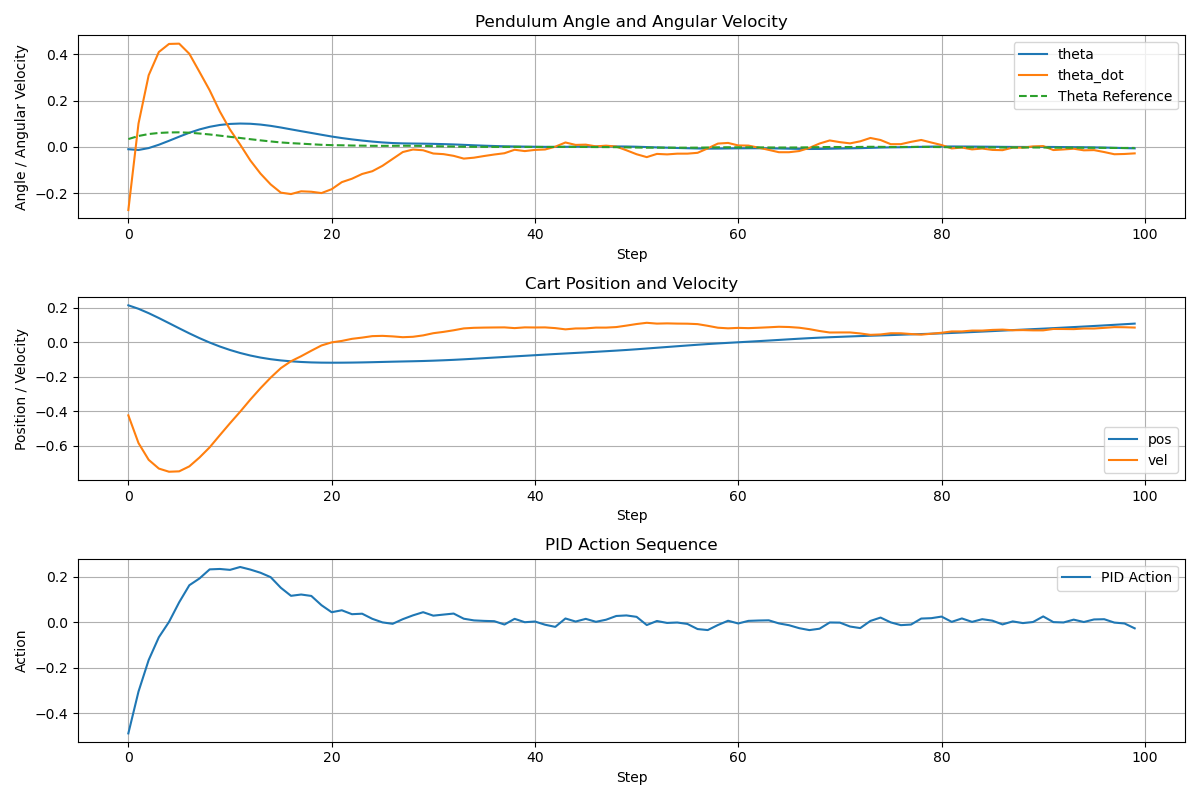 Pendulum Angle and Angular Velocity
Angle / Angular Velocity
0.4
0.2
0.0
−0.2
theta
theta_dot
Theta Reference
0 20 40 60 80 100
Step
Cart Position and Velocity
Position / Velocity
0.2
0.0
−0.2
−0.4
−0.6
pos
vel
0 20 40 60 80 100
Step
PID Action Sequence
Action
0.2
0.0
−0.2
−0.4
PID Action
0 20 40 60 80 100
Step